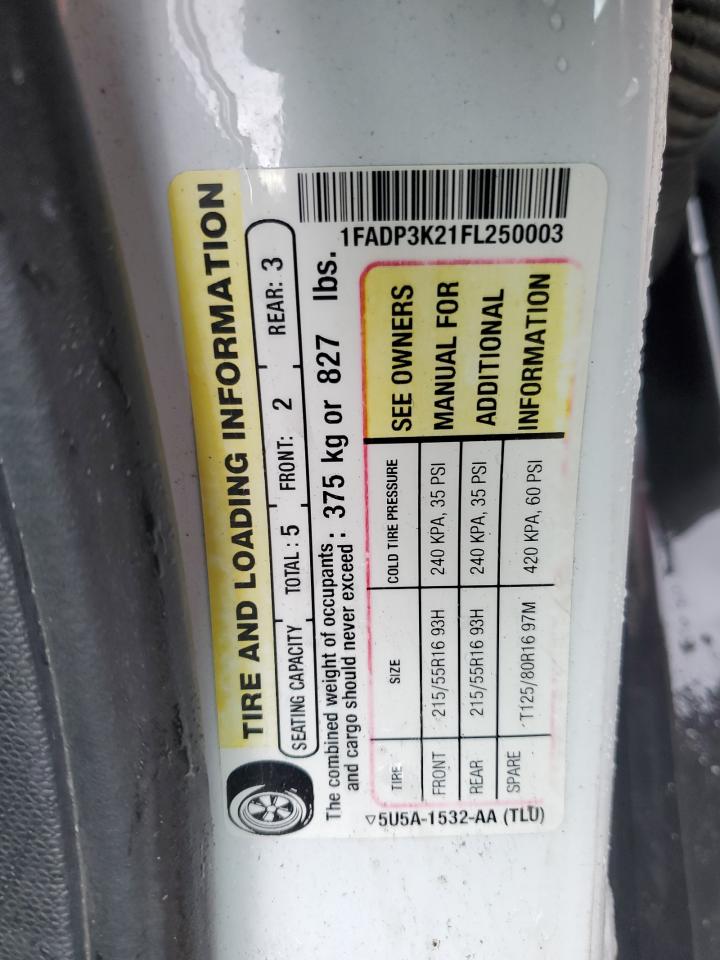 TIRE AND LOADING INFORMATION
SEATING CAPACITY TOTAL : 5 FRONT: 2 REAR: 3
The combined weight of occupants : 375 kg or 827 lbs.
and cargo should never exceed :
1FADP3K21FL250003
TIRE SIZE COLD TIRE PRESSURE
FRONT 215/55R16 93H 240 KPA, 35 PSI
REAR 215/55R16 93H 240 KPA, 35 PSI
SPARE T125/80R16 97M 420 KPA, 60 PSI
SEE OWNERS
MANUAL FOR
ADDITIONAL
INFORMATION
▽5U5A-1532-AA (TLU)